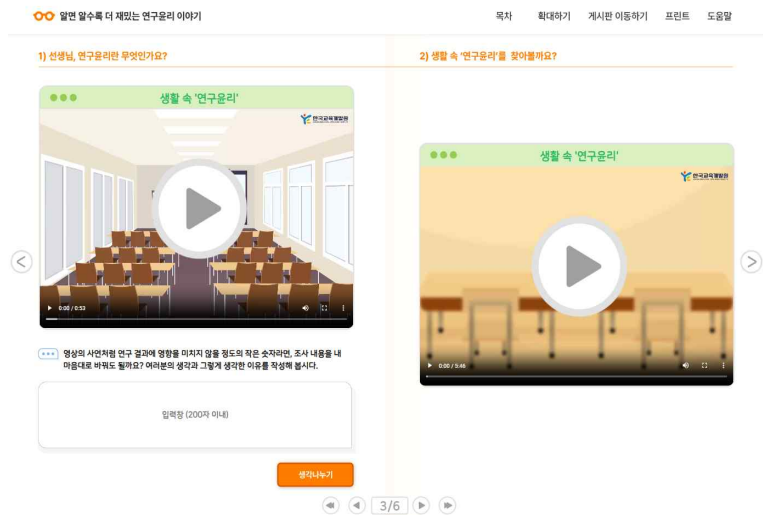 알면 알수록 더 재밌는 연구윤리 이야기
목차 확대하기 게시판 이동하기 프린트 도움말
1) 선생님, 연구윤리란 무엇인가요?
생활 속 '연구윤리'
한국교육개발원
0:00 / 0:53
영상의 사연처럼 연구 결과에 영향을 미치지 않을 정도의 작은 숫자라면, 조사 내용을 내
마음대로 바꿔도 될까요? 여러분의 생각과 그렇게 생각한 이유를 작성해 봅시다.
입력창 (200자 이내)
생각나누기
2) 생활 속 '연구윤리'를 찾아볼까요?
생활 속 '연구윤리'
한국교육개발원
0:00 / 5:46
3/6